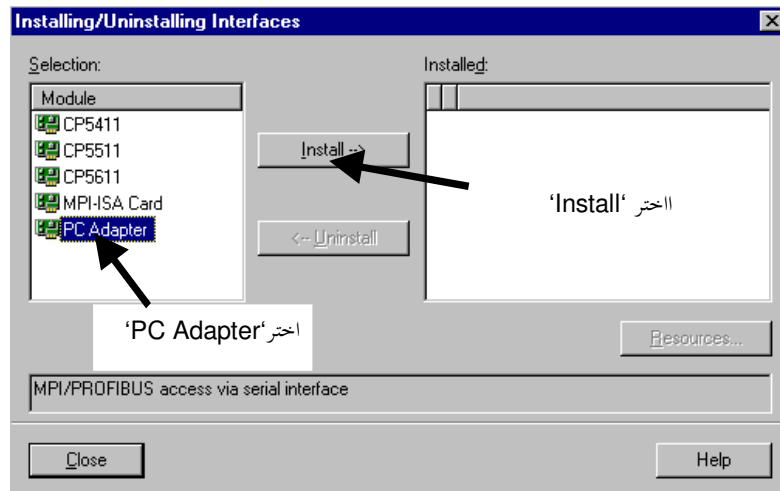 Installing/Uninstalling Interfaces
Selection:
Installed:
Module
CP5411
CP5511
CP5611
MPI-ISA Card
PC Adapter
Install -->
<-- Uninstall
ااختر ‘Install‘
اختر‘PC Adapter‘
Resources...
MPI/PROFIBUS access via serial interface
Close
Help